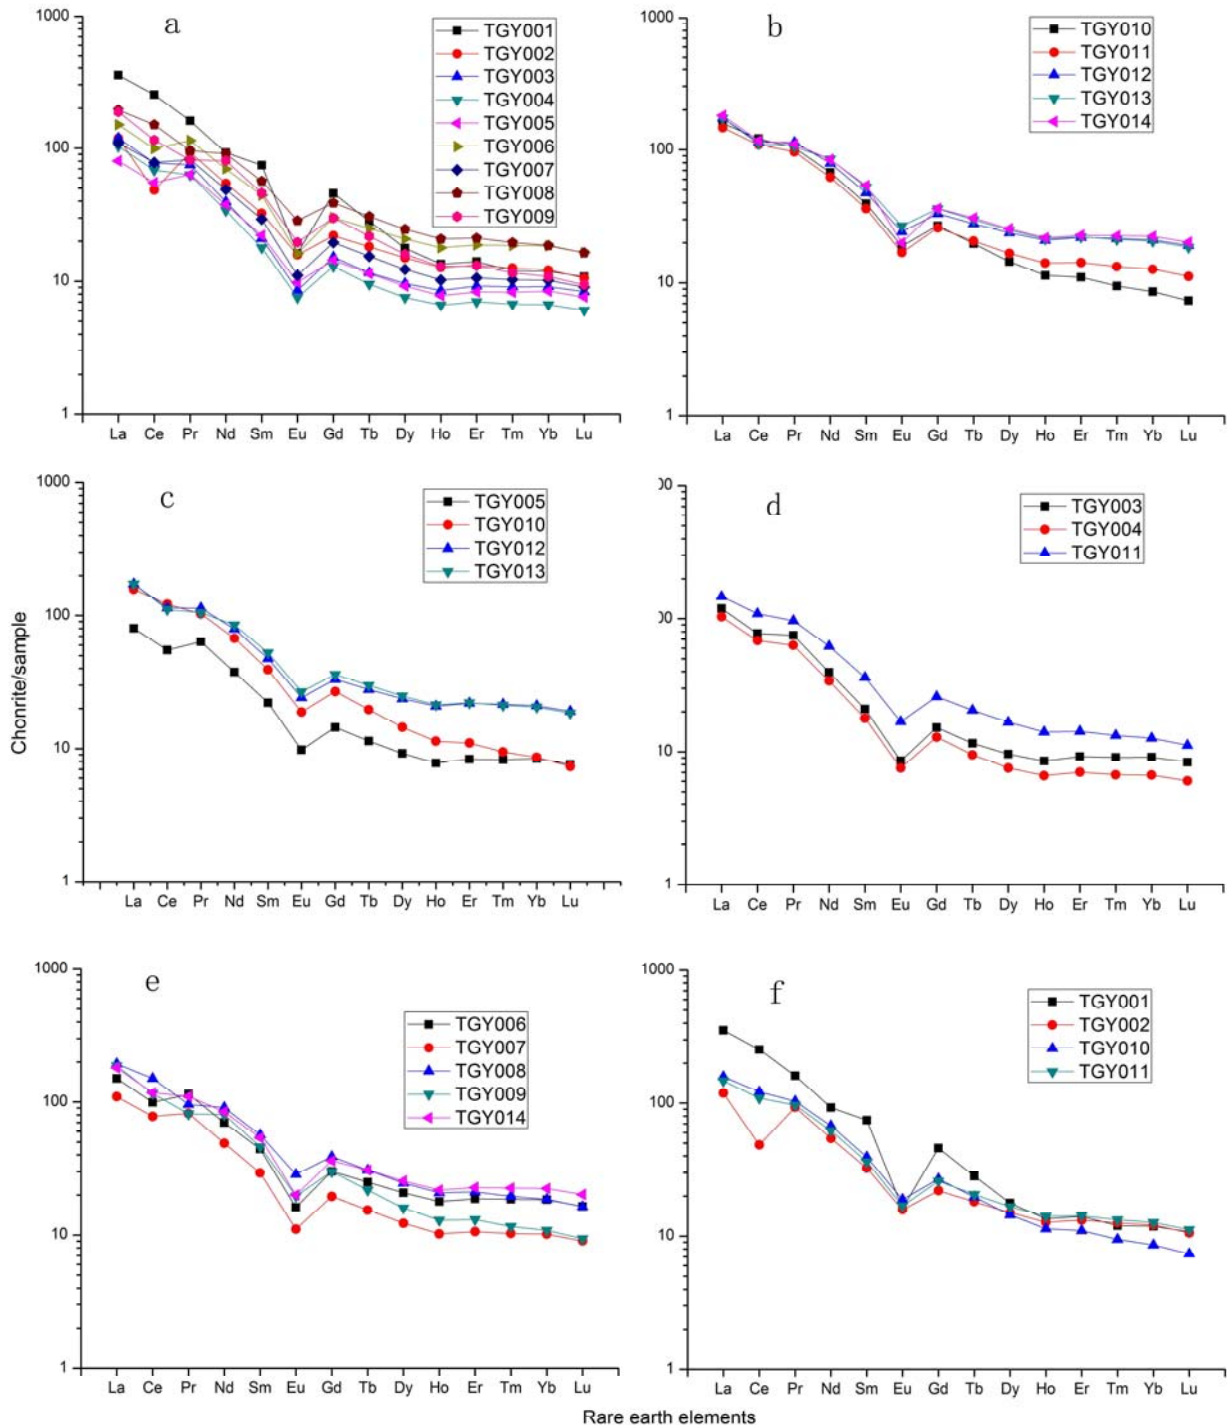 a
1000
100
10
1
TGY001
TGY002
TGY003
TGY004
TGY005
TGY006
TGY007
TGY008
TGY009
La Ce Pr Nd Sm Eu Gd Tb Dy Ho Er Tm Yb Lu
b
1000
100
10
1
TGY010
TGY011
TGY012
TGY013
TGY014
La Ce Pr Nd Sm Eu Gd Tb Dy Ho Er Tm Yb Lu
Chonrite/sample
c
1000
100
10
1
TGY005
TGY010
TGY012
TGY013
La Ce Pr Nd Sm Eu Gd Tb Dy Ho Er Tm Yb Lu
d
00
00
10
1
TGY003
TGY004
TGY011
La Ce Pr Nd Sm Eu Gd Tb Dy Ho Er Tm Yb Lu
e
1000
100
10
1
TGY006
TGY007
TGY008
TGY009
TGY014
La Ce Pr Nd Sm Eu Gd Tb Dy Ho Er Tm Yb Lu
f
1000
100
10
1
TGY001
TGY002
TGY010
TGY011
La Ce Pr Nd Sm Eu Gd Tb Dy Ho Er Tm Yb Lu
Rare earth elements